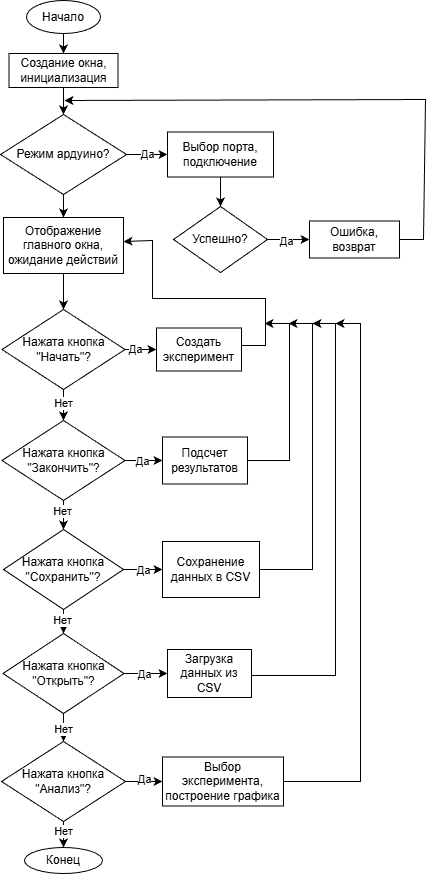 Начало
Создание окна,
инициализация
Режим ардуино?
Да
Выбор порта,
подключение
Успешно?
Да
Ошибка,
возврат
Отображение
главного окна,
ожидание действий
Нажата кнопка
"Начать"?
Да
Создать
эксперимент
Нет
Нажата кнопка
"Закончить"?
Да
Подсчет
результатов
Нет
Нажата кнопка
"Сохранить"?
Да
Сохранение
данных в CSV
Нет
Нажата кнопка
"Открыть"?
Да
Загрузка
данных из
CSV
Нет
Нажата кнопка
"Анализ"?
Да
Выбор
эксперимента,
построение графика
Нет
Конец